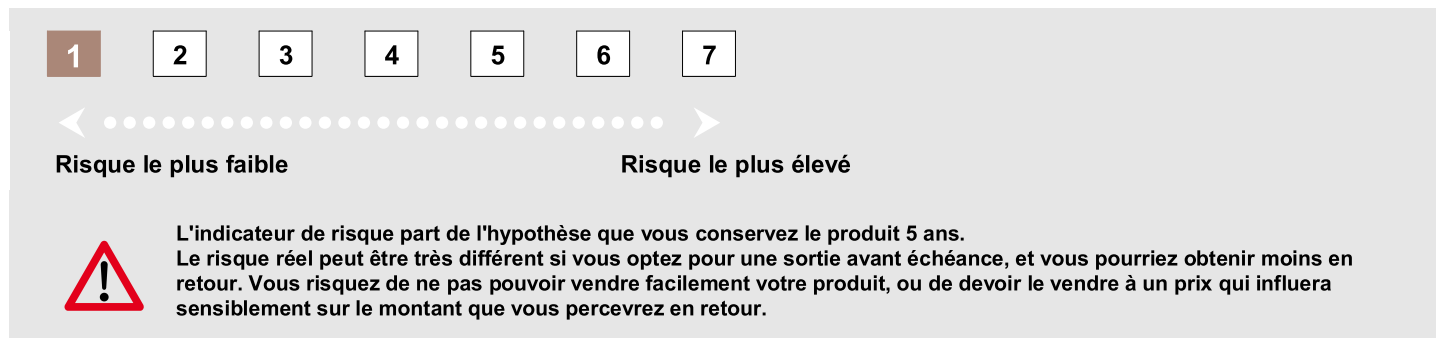 1 2 3 4 5 6 7
Risque le plus faible Risque le plus élevé
L'indicateur de risque part de l'hypothèse que vous conservez le produit 5 ans.
Le risque réel peut être très différent si vous optez pour une sortie avant échéance, et vous pourriez obtenir moins en
retour. Vous risquez de ne pas pouvoir vendre facilement votre produit, ou de devoir le vendre à un prix qui influera
sensiblement sur le montant que vous percevrez en retour.